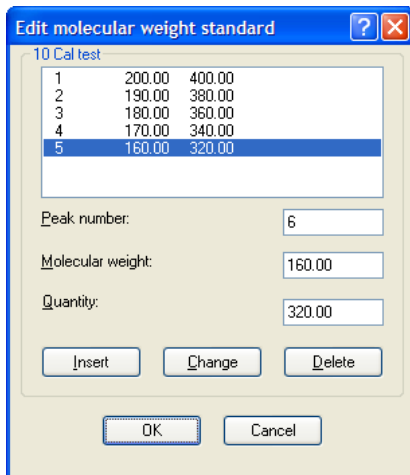 Edit molecular weight standard ? X
10 Cal test
1 200.00 400.00
2 190.00 380.00
3 180.00 360.00
4 170.00 340.00
5 160.00 320.00
Peak number: 6
Molecular weight: 160.00
Quantity: 320.00
Insert Change Delete
OK Cancel